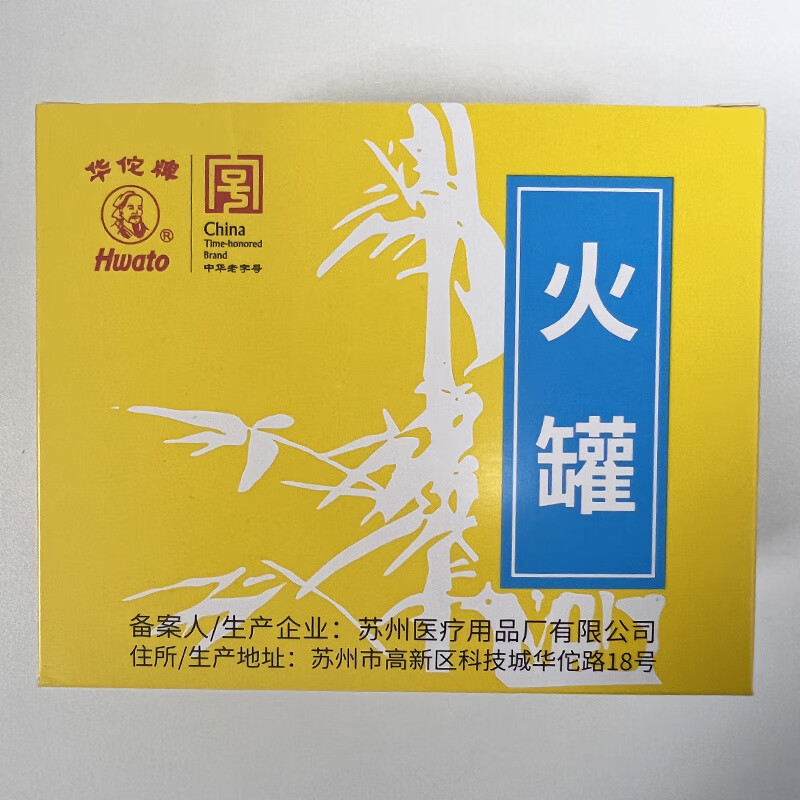 华佗牌
®
Hwato
China
Time-honored
Brand
中华老字号
火罐
备案人/生产企业：苏州医疗用品厂有限公司
住所/生产地址：苏州市高新区科技城华佗路18号